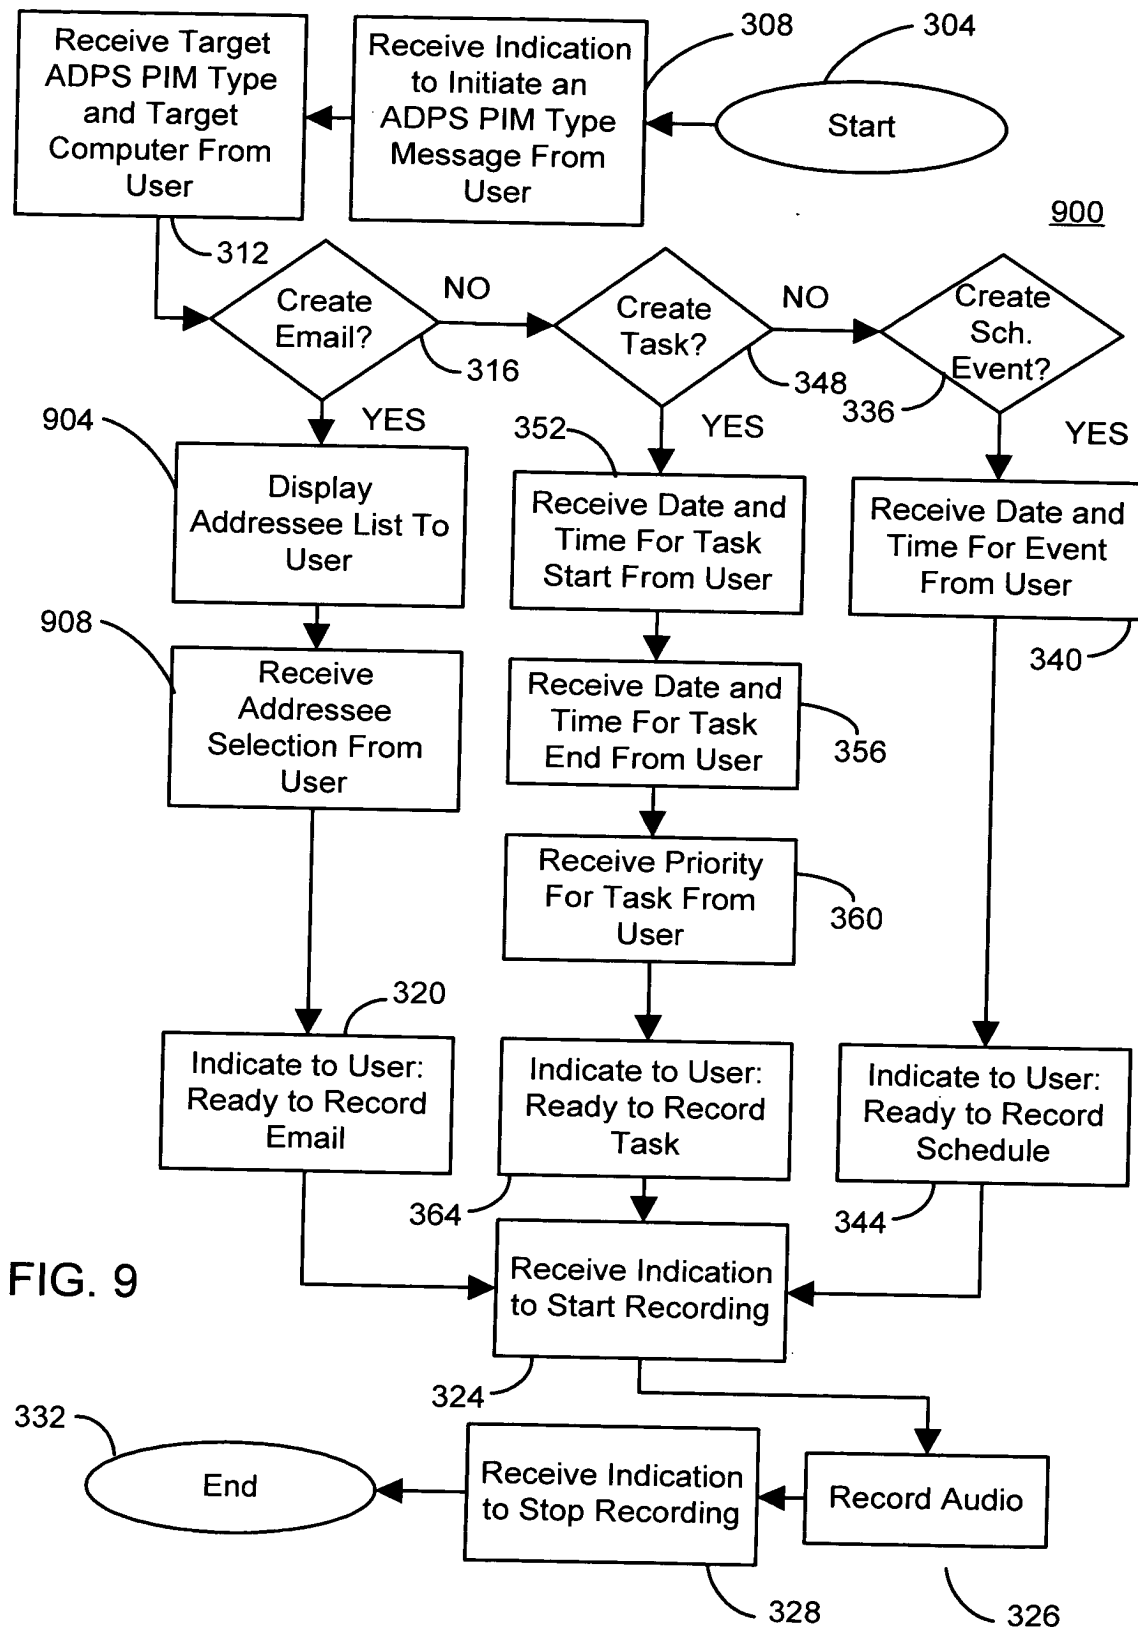 304
Start
308
Receive Indication
to Initiate an
ADPS PIM Type
Message From
User
Receive Target
ADPS PIM Type
and Target
Computer From
User
312
900
Create
Email?
316
NO
Create
Task?
348
NO
Create
Sch.
Event?
336
YES
904
Display
Addressee List To
User
908
Receive
Addressee
Selection From
User
320
Indicate to User:
Ready to Record
Email
YES
352
Receive Date and
Time For Task
Start From User
Receive Date and
Time For Task
End From User
356
Receive Priority
For Task From
User
360
Indicate to User:
Ready to Record
Task
364
YES
Receive Date and
Time For Event
From User
340
Indicate to User:
Ready to Record
Schedule
344
FIG. 9
Receive Indication
to Start Recording
324
Record Audio
326
Receive Indication
to Stop Recording
328
332
End